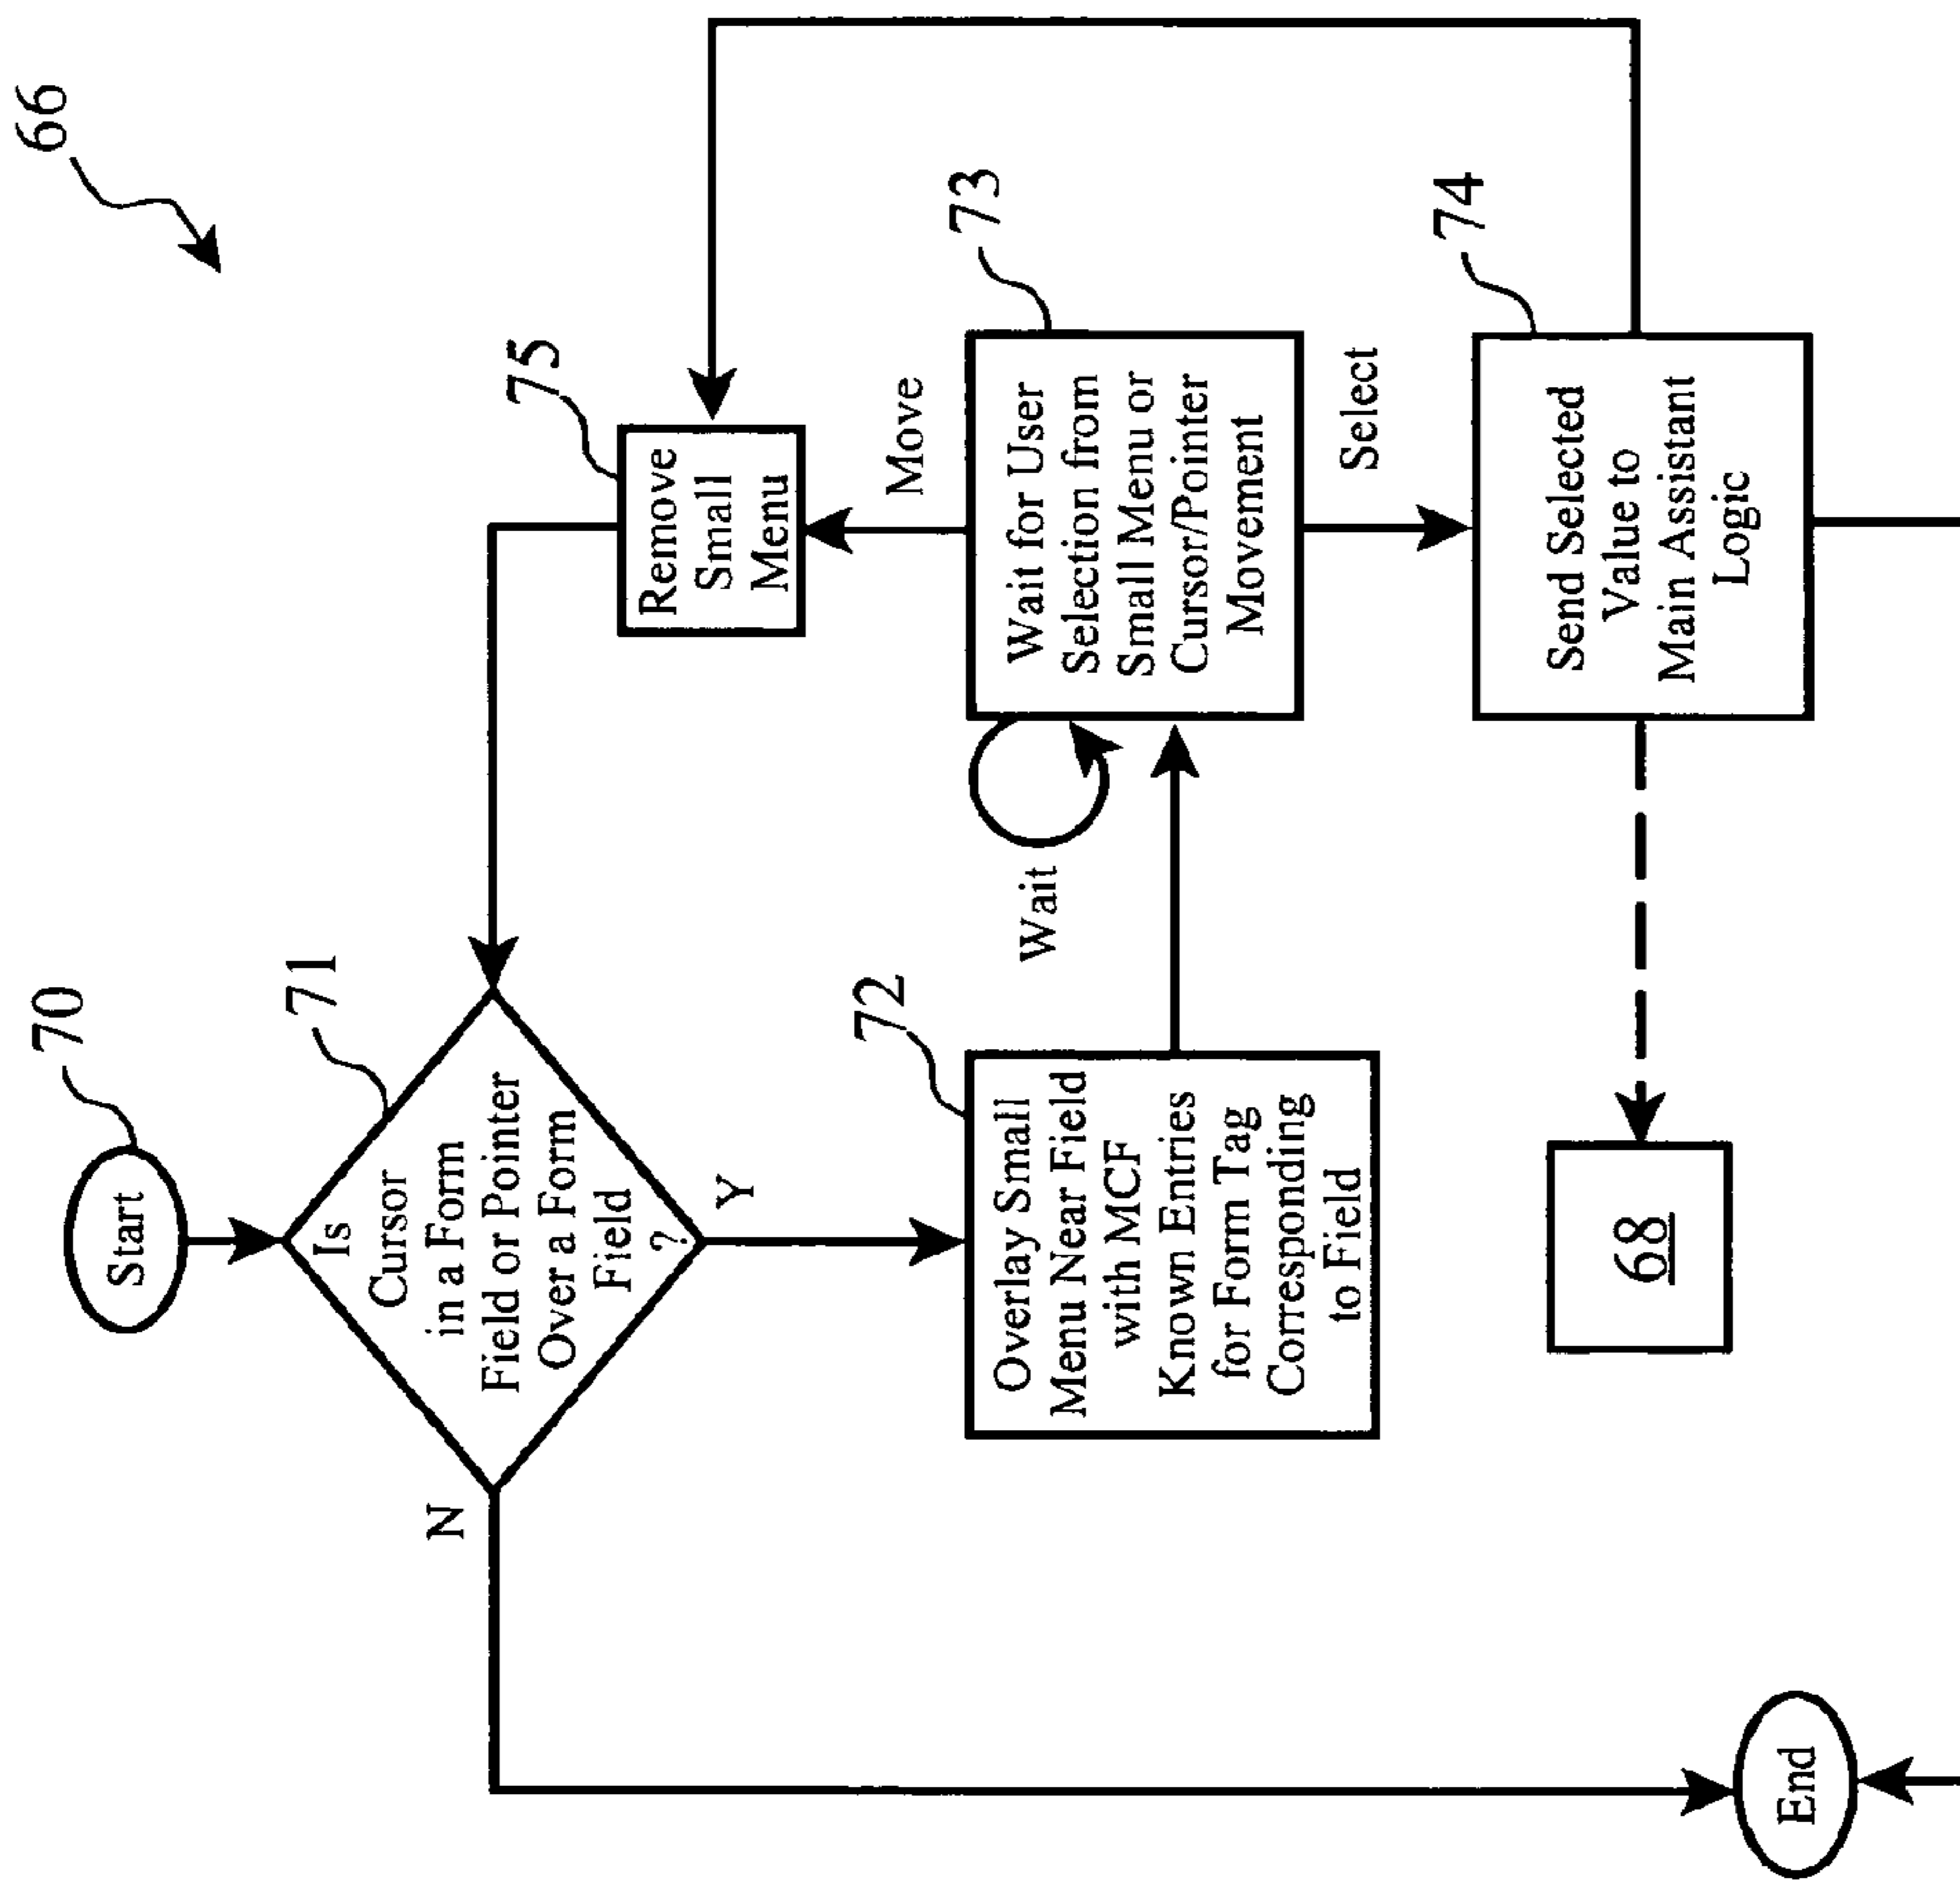 66
70
Start
71
Is
Cursor
in a Form
Field or Pointer
Over a Form
Field
?
N
Y
75
Remove
Small
Menu
Move
72
Overlay Small
Menu Near Field
with MCF
Known Entries
for Form Tag
Corresponding
to Field
Wait
73
Wait for User
Selection from
Small Menu or
Cursor/Pointer
Movement
Select
74
Send Selected
Value to
Main Assistant
Logic
68
End